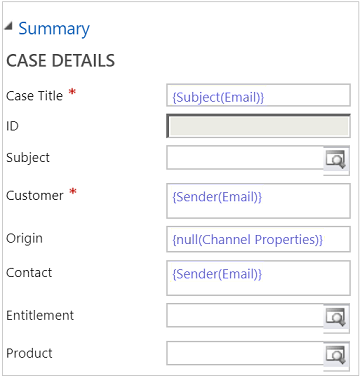 Summary
CASE DETAILS
Case Title * {Subject(Email)}
ID
Subject
Customer * {Sender(Email)}
Origin {null(Channel Properties)}
Contact {Sender(Email)}
Entitlement
Product